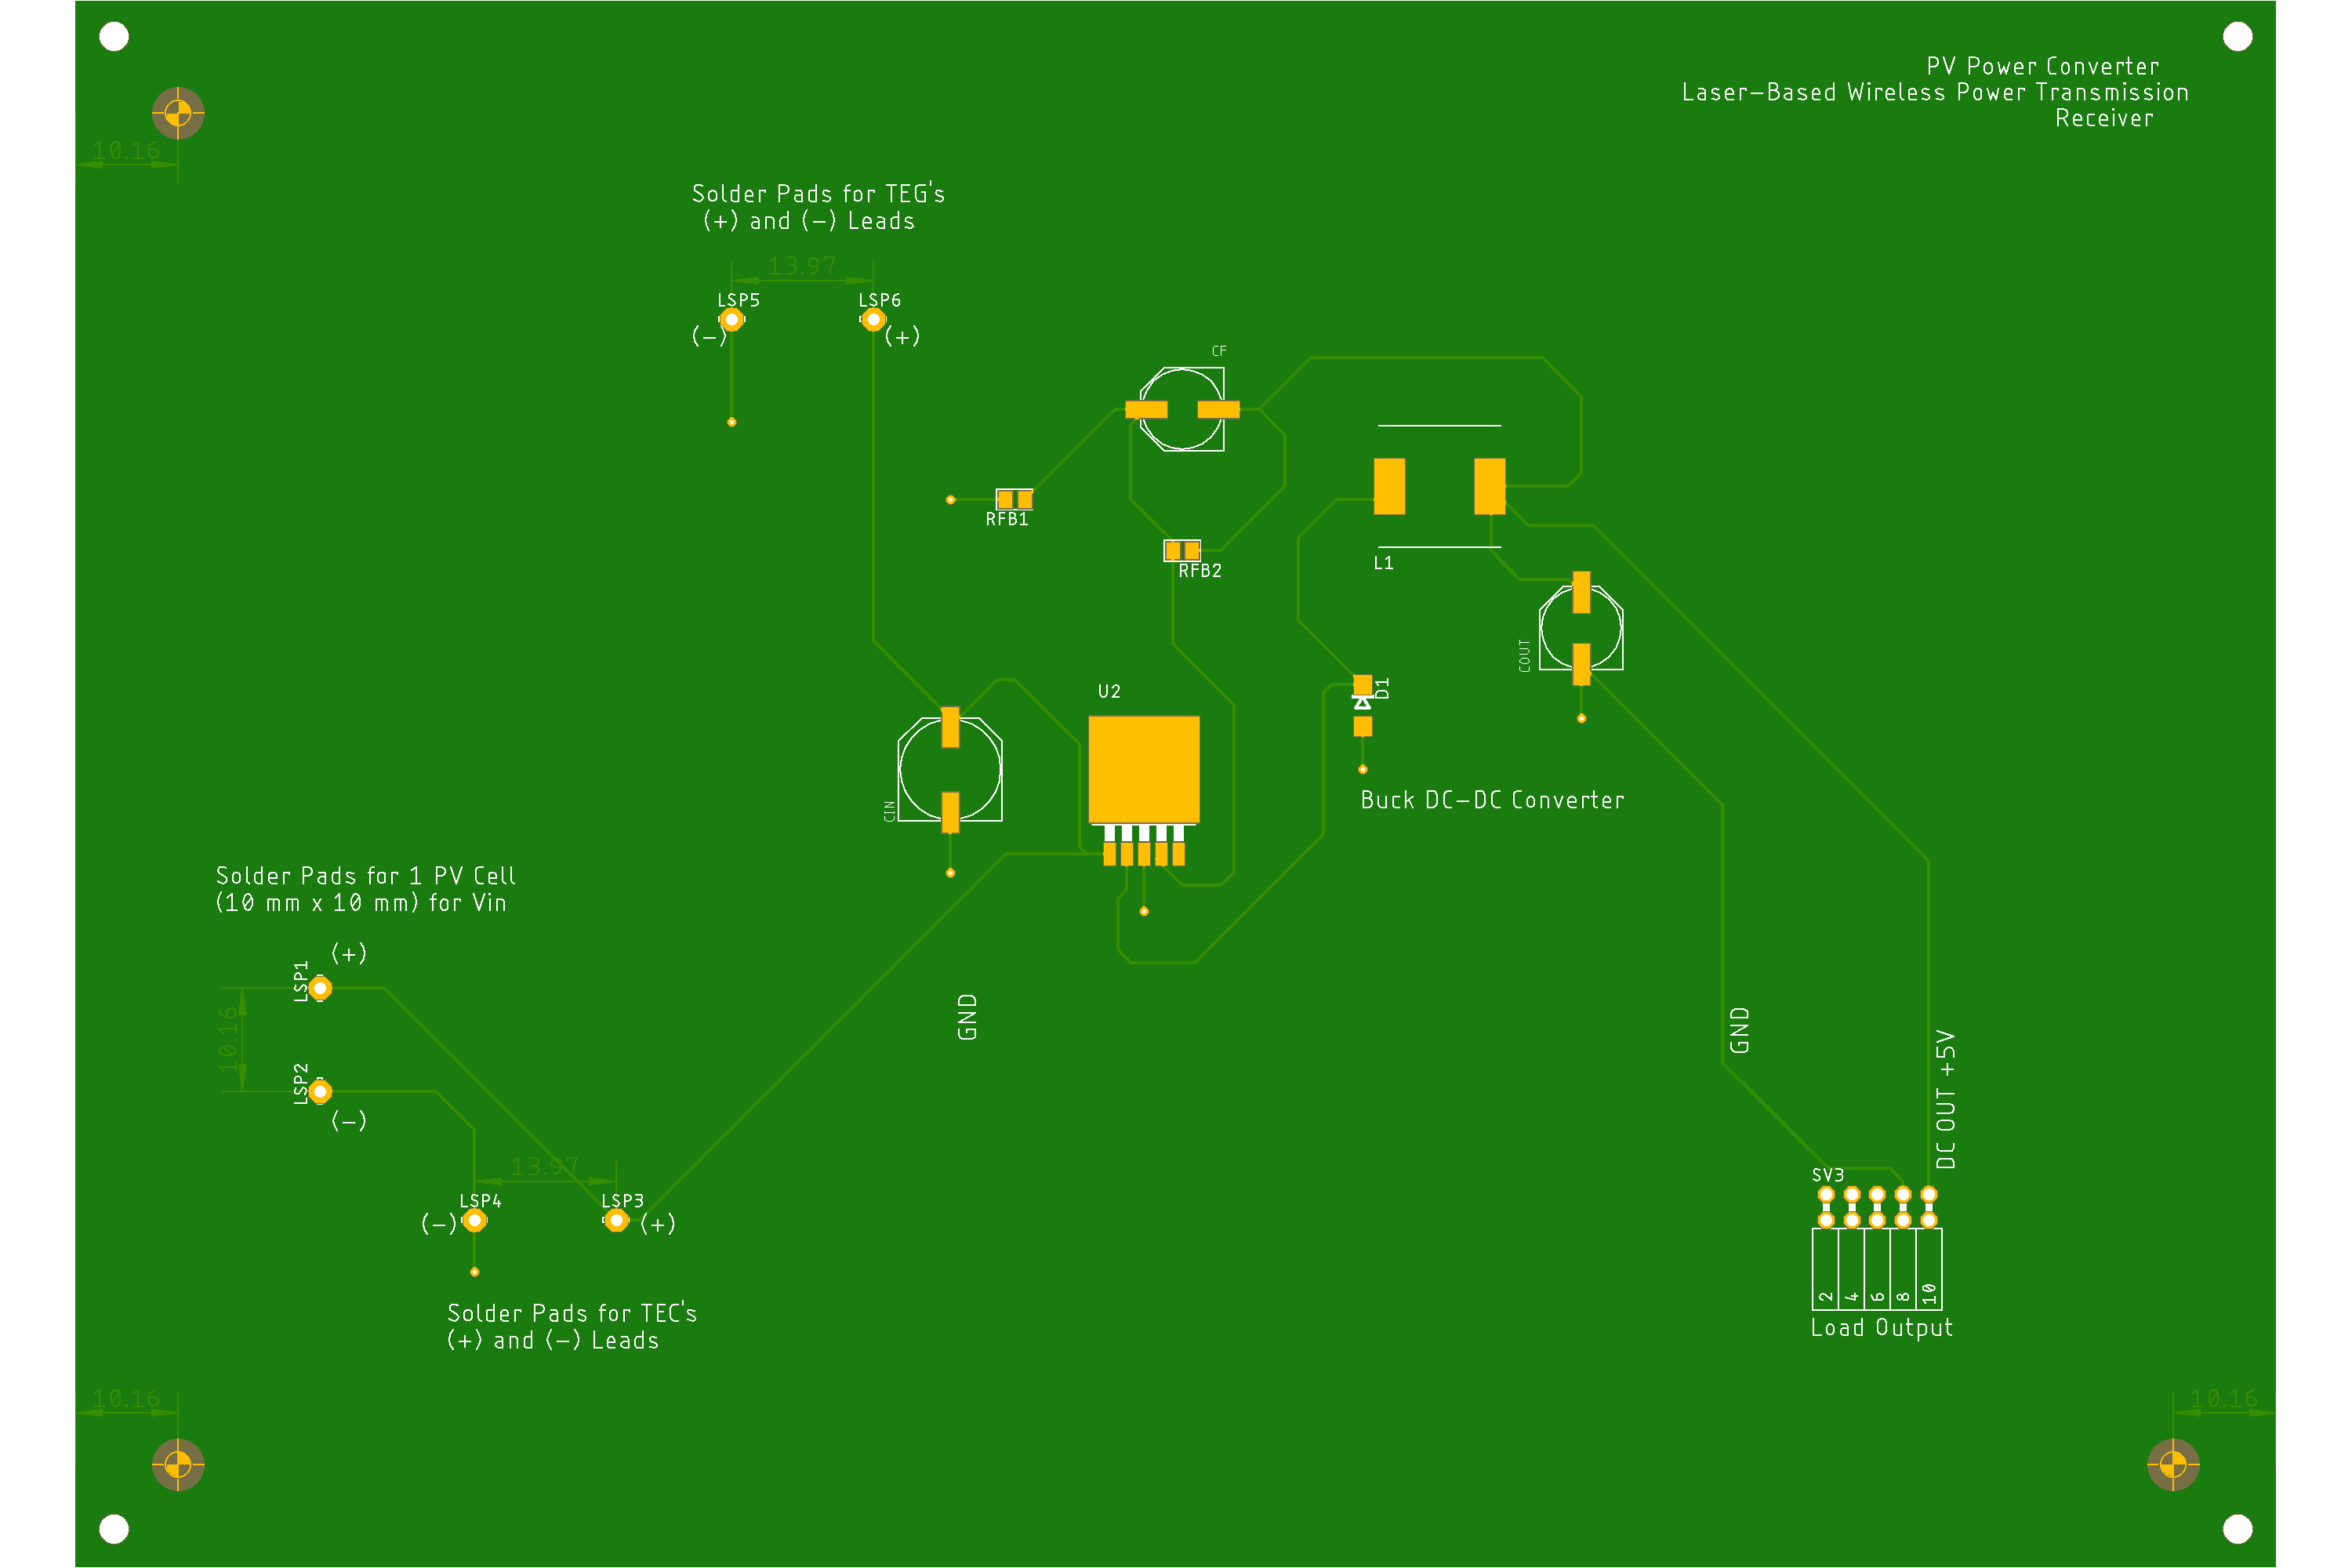 PV Power Converter
Laser-Based Wireless Power Transmission
Receiver
10.16
Solder Pads for TEG's
(+) and (-) Leads
13.97
LSP5
LSP6
(-)
(+)
CF
RFB1
RFB2
L1
COUT
U2
D1
CIN
Buck DC-DC Converter
Solder Pads for 1 PV Cell
(10 mm x 10 mm) for Vin
(+)
LSP1
10.16
LSP2
(-)
GND
GND
DC OUT +5V
13.97
LSP4
LSP3
(-)
(+)
SV3
2
4
6
8
10
Load Output
Solder Pads for TEC's
(+) and (-) Leads
10.16
10.16